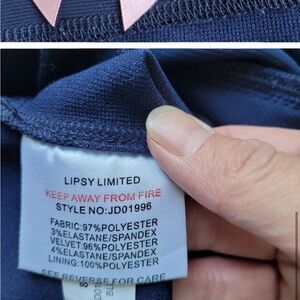 LIPSY LIMITED
KEEP AWAY FROM FIRE
STYLE NO:JD01996
FABRIC:97%POLYESTER
3%ELASTANE/SPANDEX
VELVET:96%POLYESTER
4%ELASTANE/SPANDEX
LINING:100%POLYESTER
SEE REVERSE FOR CARE